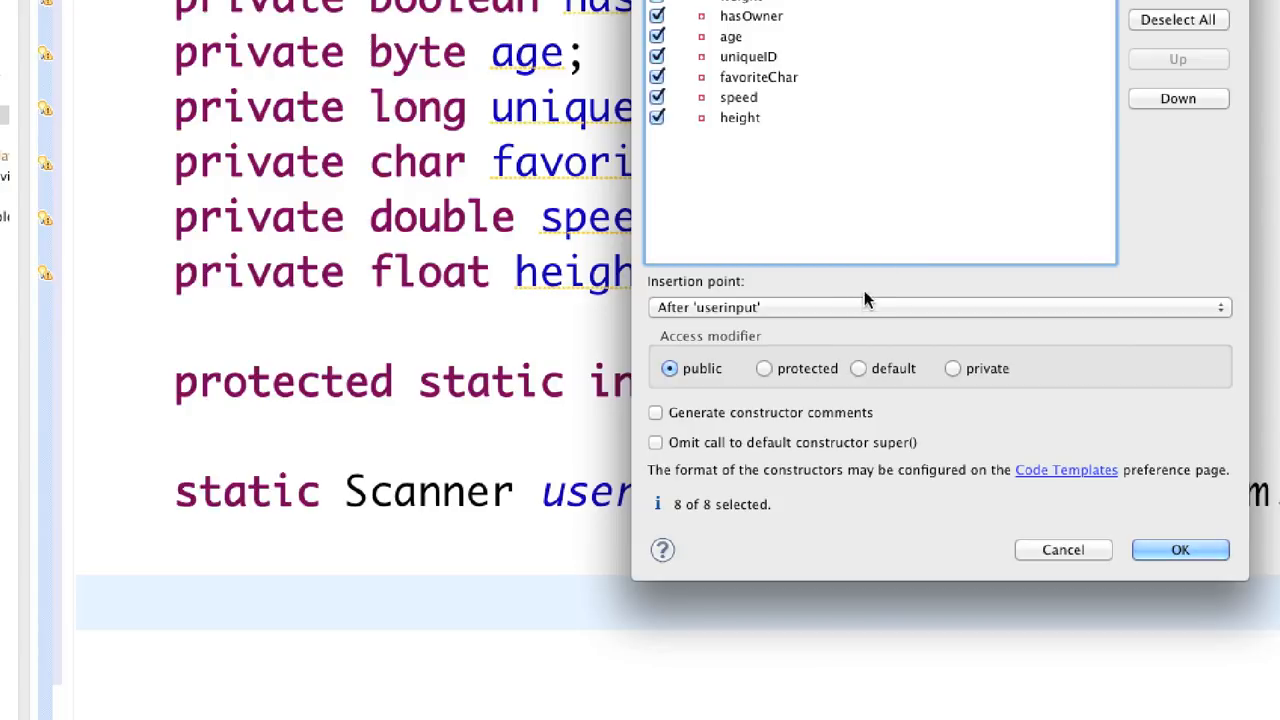 private boolean
private byte age;
private long unique
private char favori
private double spee
private float heigh
protected static in
static Scanner user
hasOwner
age
uniqueID
favoriteChar
speed
height
Deselect All
Up
Down
Insertion point:
After 'userinput'
Access modifier
public protected default private
Generate constructor comments
Omit call to default constructor super()
The format of the constructors may be configured on the Code Templates preference page.
8 of 8 selected.
?
Cancel OK